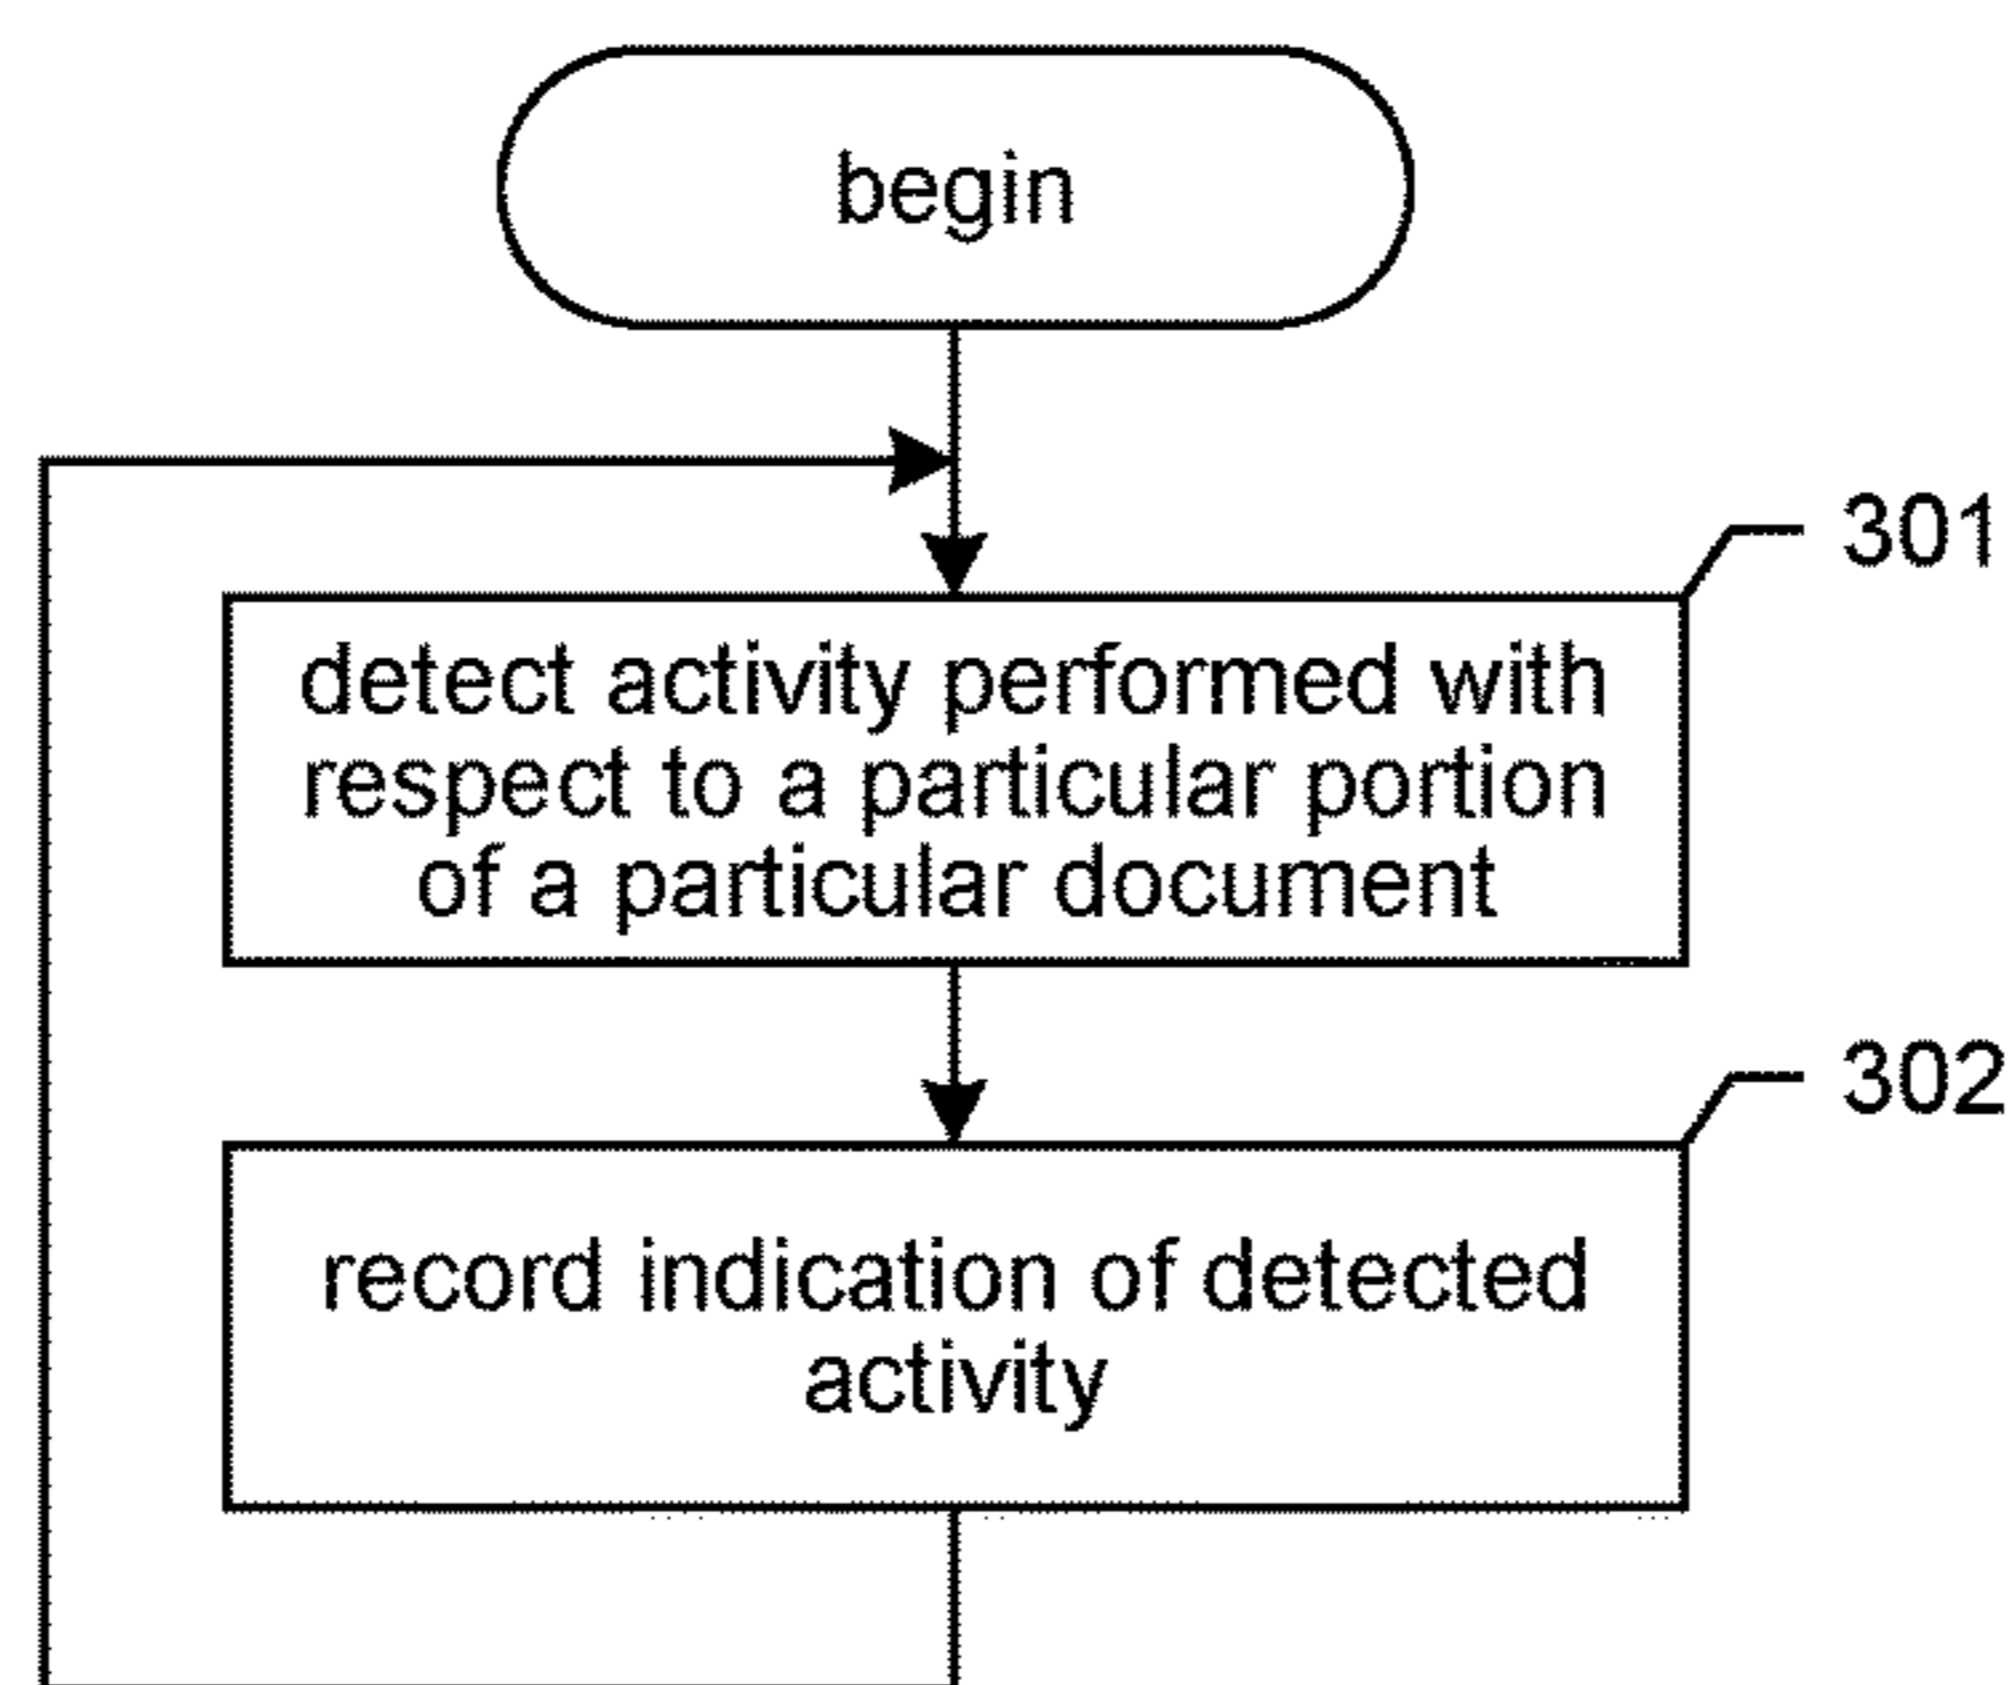 begin
301
detect activity performed with
respect to a particular portion
of a particular document
302
record indication of detected
activity